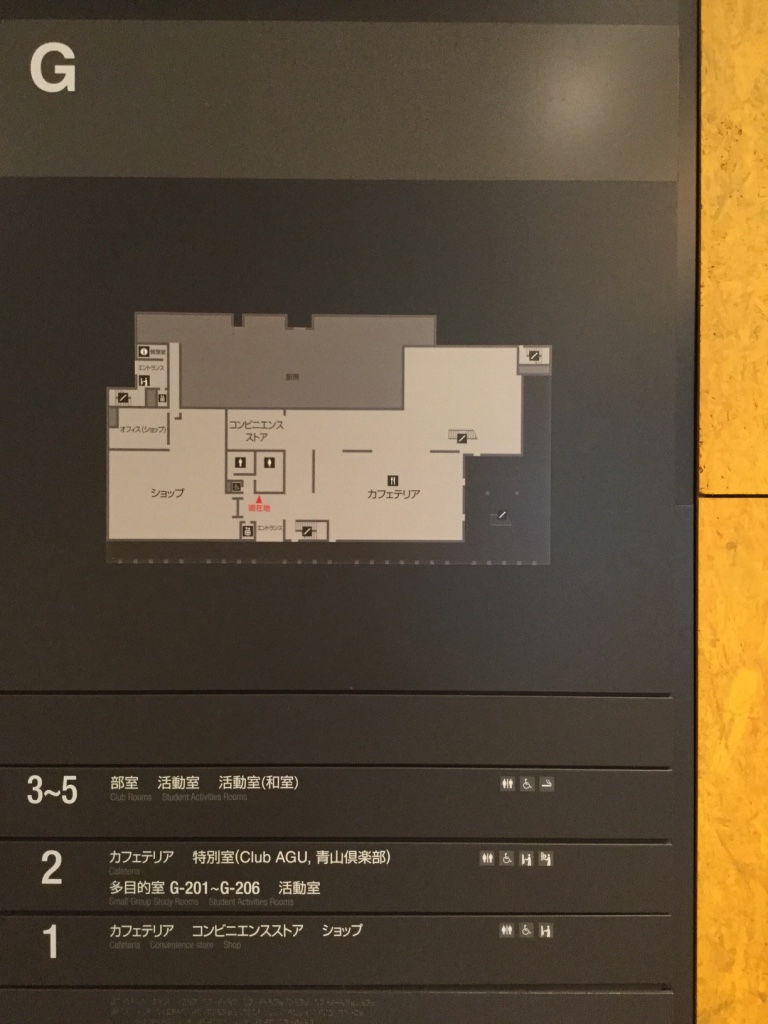 G
エントランス
オフィス(ショップ)
コンビニエンス
ストア
ショップ
カフェテリア
現在地
エントランス
3~5 部室 活動室 活動室(和室)
Club Rooms Student Activities Rooms
2 カフェテリア 特別室(Club AGU, 青山倶楽部)
Cafeteria
多目的室 G-201~G-206 活動室
Small Group Study Rooms Student Activities Rooms
1 カフェテリア コンビニエンスストア ショップ
Cafeteria Convenience store Shop